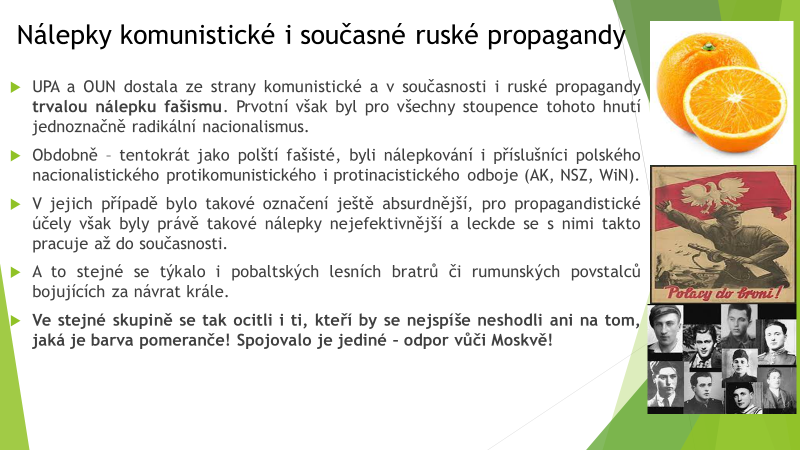 Nálepky komunistické i současné ruské propagandy
UPA a OUN dostala ze strany komunistické a v současnosti i ruské propagandy
trvalou nálepku fašismu. Prvotní však byl pro všechny stoupence tohoto hnutí
jednoznačně radikální nacionalismus.
Obdobně – tentokrát jako polští fašisté, byli nálepkování i příslušníci polského
nacionalistického protikomunistického i protinacistického odboje (AK, NSZ, WiN).
V jejich případě bylo takové označení ještě absurdnější, pro propagandistické
účely však byly právě takové nálepky nejefektivnější a leckde se s nimi takto
pracuje až do současnosti.
A to stejné se týkalo i pobaltských lesních bratrů či rumunských povstalců
bojujících za návrat krále.
Ve stejné skupině se tak ocitli i ti, kteří by se nejspíše neshodli ani na tom,
jaká je barva pomeranče! Spojovalo je jediné – odpor vůči Moskvě!
Polacy do broni!